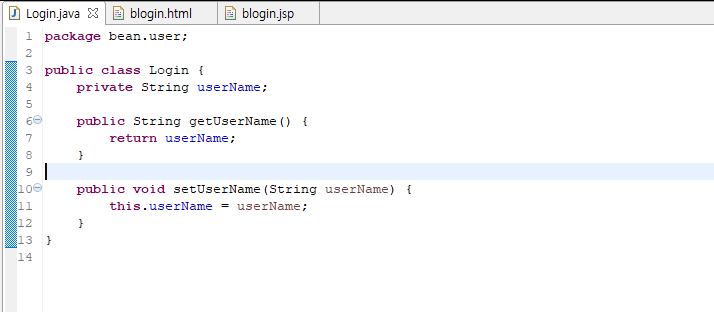 Login.java blogin.html blogin.jsp
1 package bean.user;
2
3 public class Login {
4 private String userName;
5
6 public String getUserName() {
7 return userName;
8 }
9
10 public void setUserName(String userName) {
11 this.userName = userName;
12 }
13 }
14